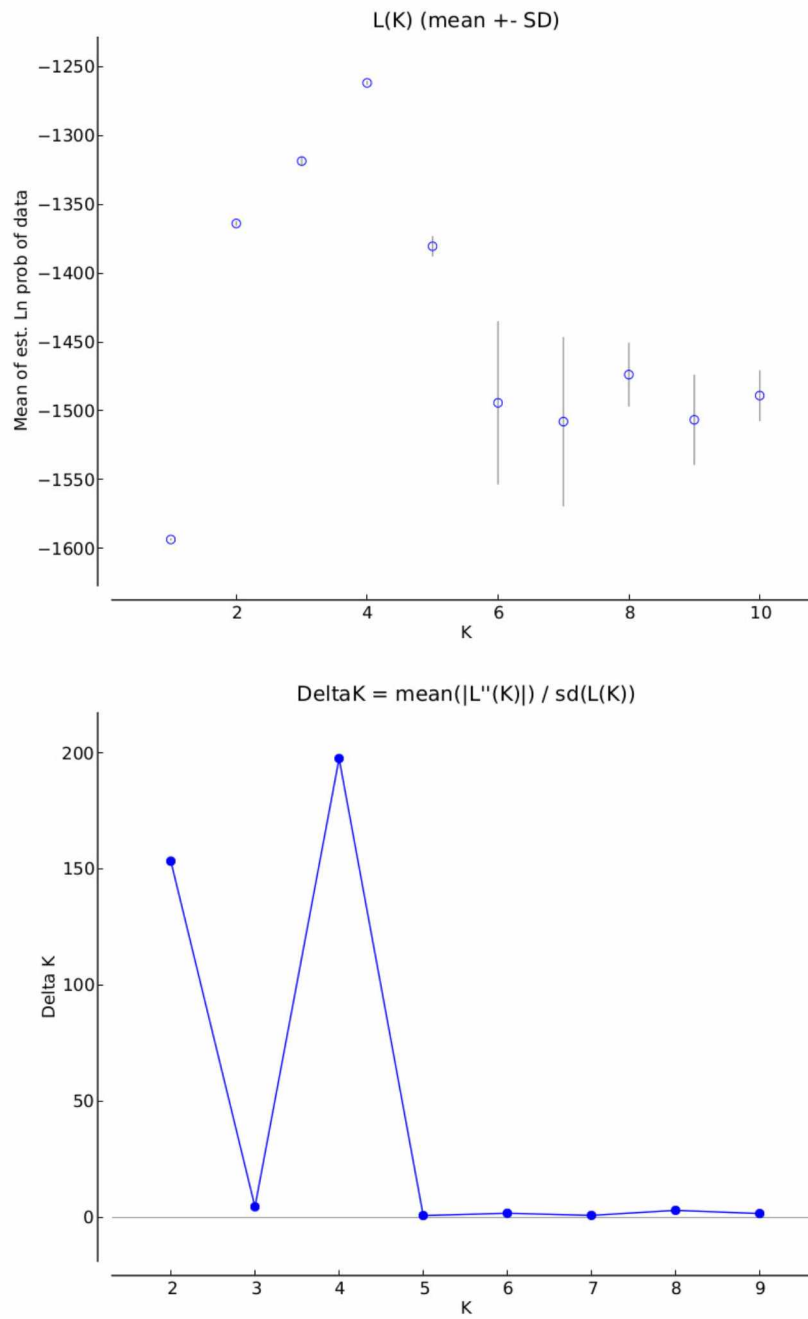 L(K) (mean +- SD)
−1250
−1300
−1350
−1400
−1450
−1500
−1550
−1600
Mean of est. Ln prob of data
2 4 6 8 10
K
DeltaK = mean(|L''(K)|) / sd(L(K))
200
150
100
50
0
Delta K
2 3 4 5 6 7 8 9
K